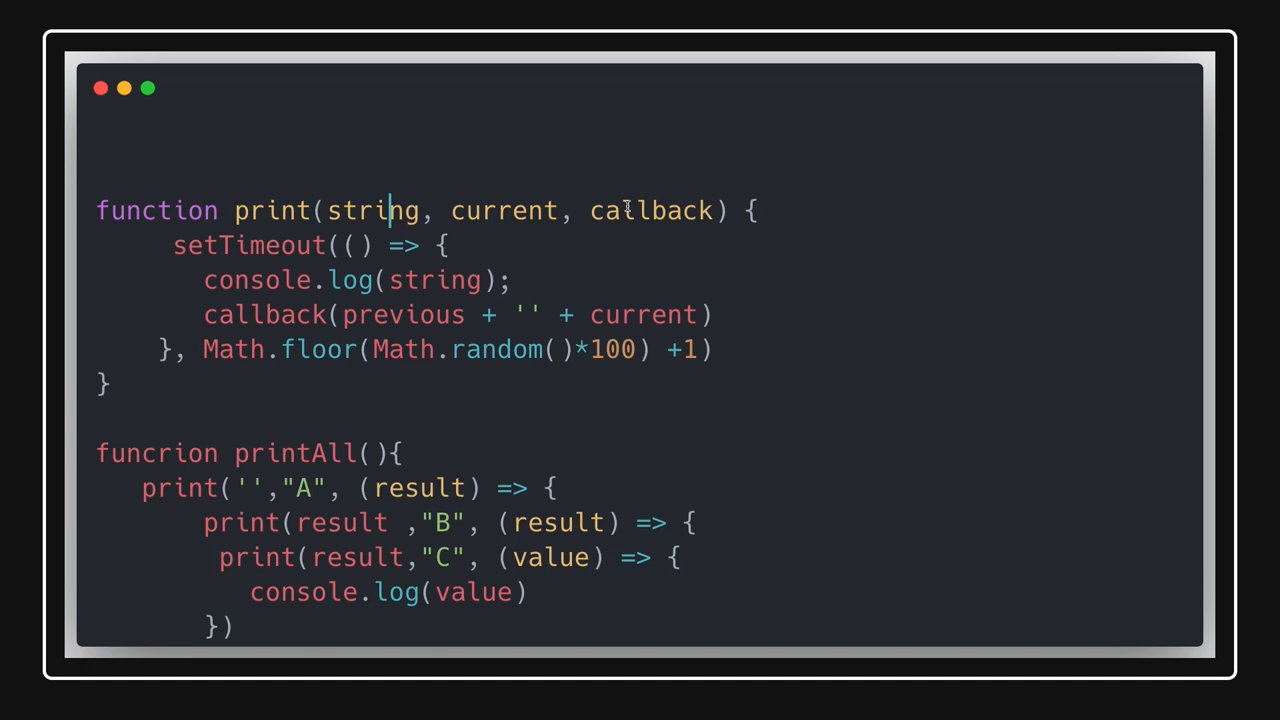 function print(string, current, callback) {
setTimeout(() => {
console.log(string);
callback(previous + '' + current)
}, Math.floor(Math.random()*100) +1)
}
funcrion printAll(){
print('',"A", (result) => {
print(result ,"B", (result) => {
print(result,"C", (value) => {
console.log(value)
})